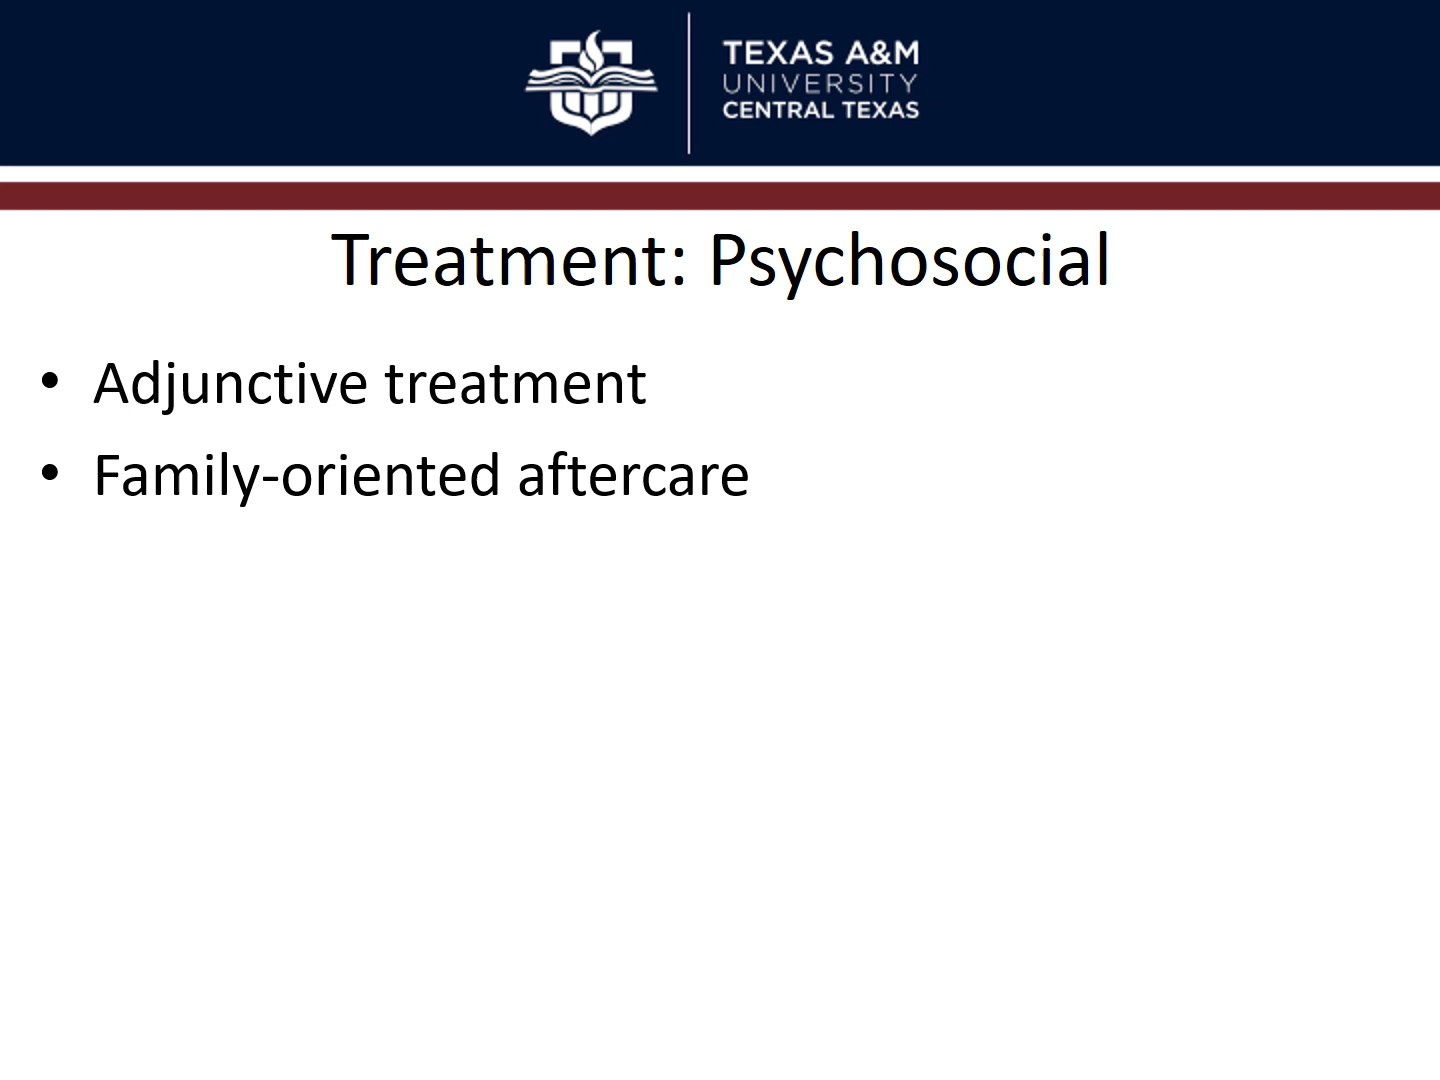 TEXAS A&M
UNIVERSITY
CENTRAL TEXAS
Treatment: Psychosocial
• Adjunctive treatment
• Family-oriented aftercare